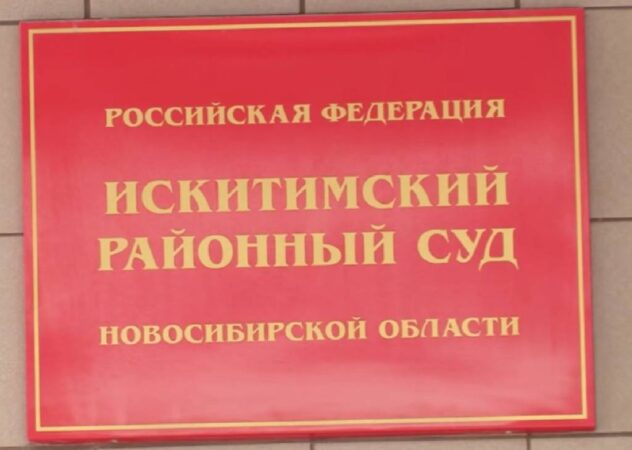 РОССИЙСКАЯ ФЕДЕРАЦИЯ
ИСКИТИМСКИЙ
РАЙОННЫЙ СУД
НОВОСИБИРСКОЙ ОБЛАСТИ